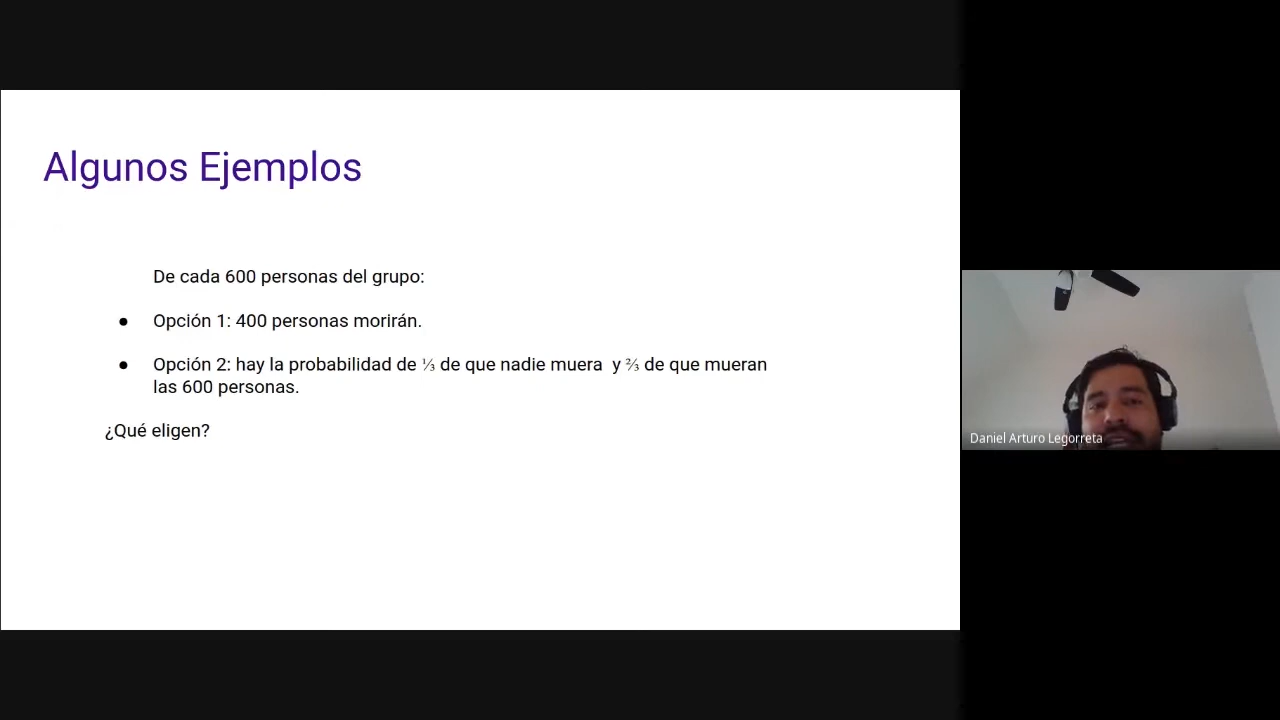 Algunos Ejemplos
De cada 600 personas del grupo:
● Opción 1: 400 personas morirán.
● Opción 2: hay la probabilidad de ⅓ de que nadie muera y ⅔ de que mueran
las 600 personas.
¿Qué eligen?
Daniel Arturo Legorreta